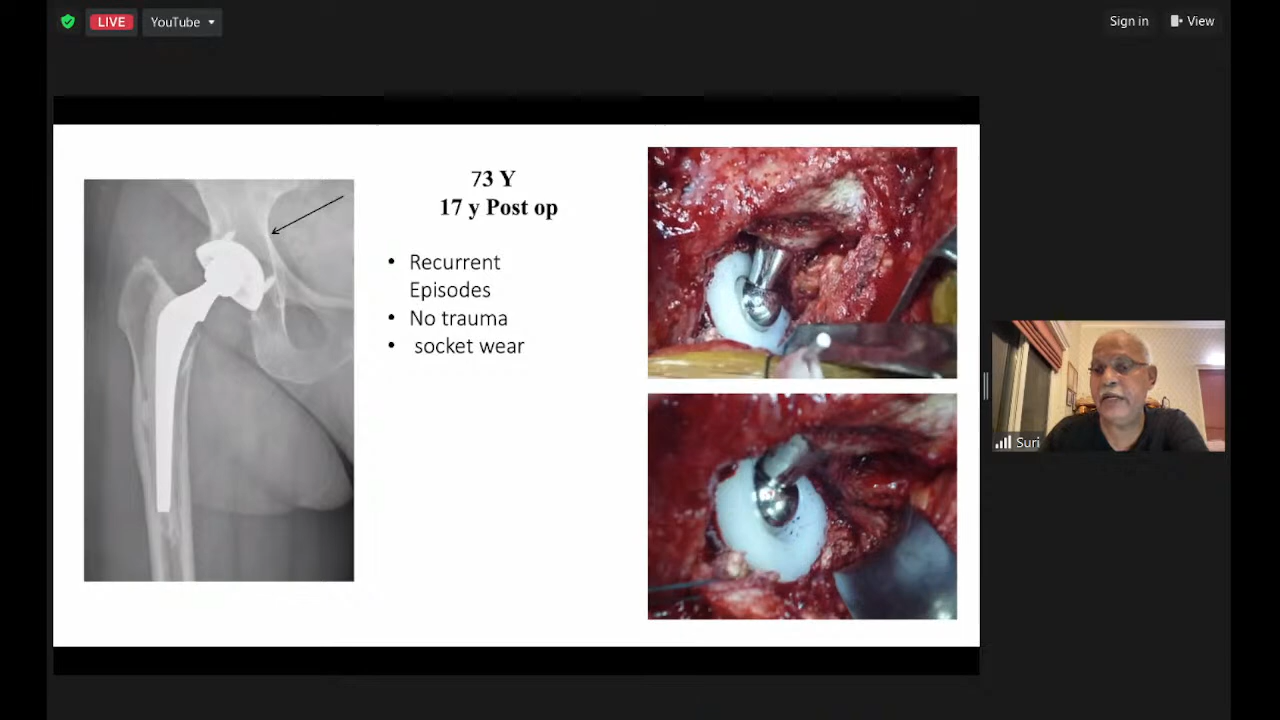 LIVE
YouTube
Sign in
View
73 Y
17 y Post op
• Recurrent
Episodes
• No trauma
• socket wear
Suri